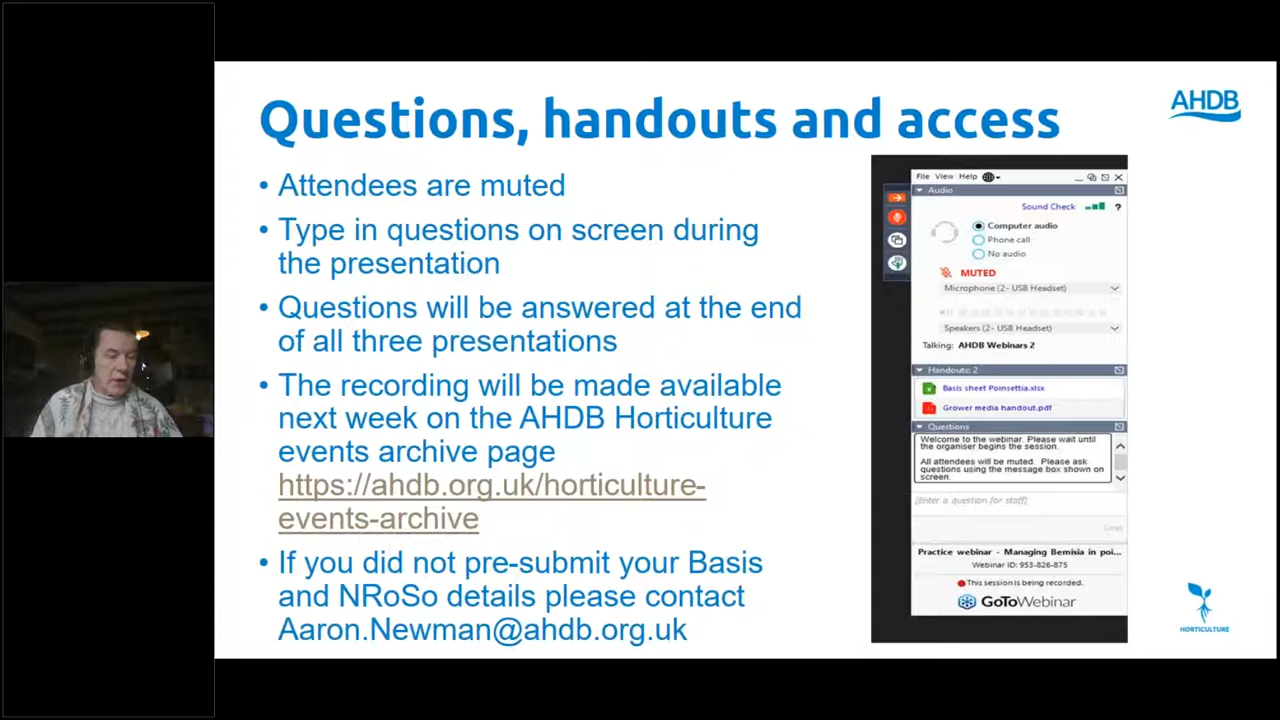 Questions, handouts and access
AHDB
• Attendees are muted
• Type in questions on screen during
the presentation
• Questions will be answered at the end
of all three presentations
• The recording will be made available
next week on the AHDB Horticulture
events archive page
https://ahdb.org.uk/horticulture-
events-archive
• If you did not pre-submit your Basis
and NRoSo details please contact
Aaron.Newman@ahdb.org.uk
File View Help
Audio
Sound Check ?
Computer audio
Phone call
No audio
MUTED
Microphone (2- USB Headset)
Speakers (2- USB Headset)
Talking: AHDB Webinars 2
Handouts: 2
Basis sheet Poinsettia.xlsx
Grower media handout.pdf
Questions
Welcome to the webinar. Please wait until
the organiser begins the session.
All attendees will be muted. Please ask
questions using the message box shown on
screen.
[Enter a question for staff]
Practice webinar - Managing Bemisia in poi...
Webinar ID: 953-826-875
This session is being recorded.
GoToWebinar
HORTICULTURE